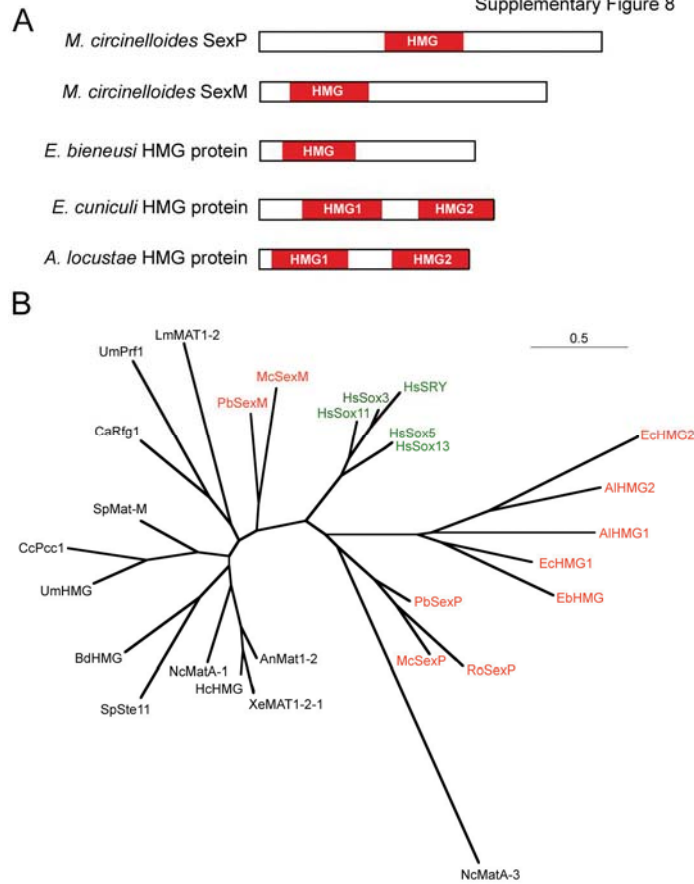 Supplementary Figure 8
A
M. circinelloides SexP
HMG
M. circinelloides SexM
HMG
E. bieneusi HMG protein
HMG
E. cuniculi HMG protein
HMG1
HMG2
A. locustae HMG protein
HMG1
HMG2
B
LmMAT1-2
UmPrf1
0.5
McSexM
PbSexM
HsSRY
HsSox3
HsSox11
HsSox5
HsSox13
CaRfg1
EcHMG2
AlHMG2
SpMat-M
AlHMG1
CcPcc1
EcHMG1
UmHMG
EbHMG
PbSexP
BdHMG
NcMatA-1
AnMat1-2
McSexP
RoSexP
HcHMG
SpSte11
XeMAT1-2-1
NcMatA-3